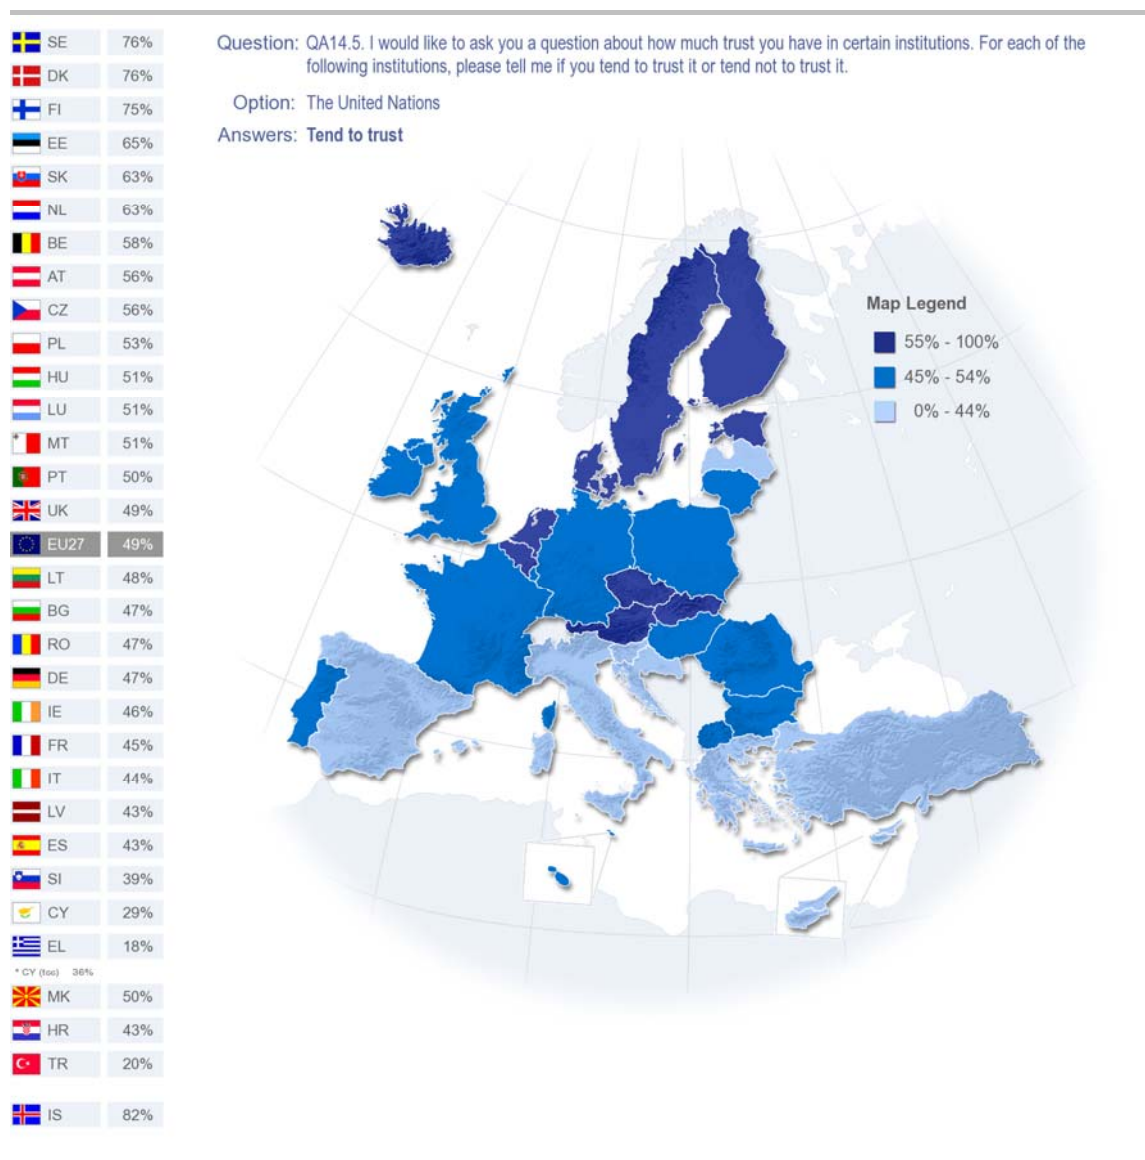 Question: QA14.5. I would like to ask you a question about how much trust you have in certain institutions. For each of the
following institutions, please tell me if you tend to trust it or tend not to trust it.
Option: The United Nations
Answers: Tend to trust
SE 76%
DK 76%
FI 75%
EE 65%
SK 63%
NL 63%
BE 58%
AT 56%
CZ 56%
PL 53%
HU 51%
LU 51%
MT 51%
PT 50%
UK 49%
EU27 49%
LT 48%
BG 47%
RO 47%
DE 47%
IE 46%
FR 45%
IT 44%
LV 43%
ES 43%
SI 39%
CY 29%
EL 18%
* CY (tcc) 36%
MK 50%
HR 43%
TR 20%
IS 82%
Map Legend
55% - 100%
45% - 54%
0% - 44%